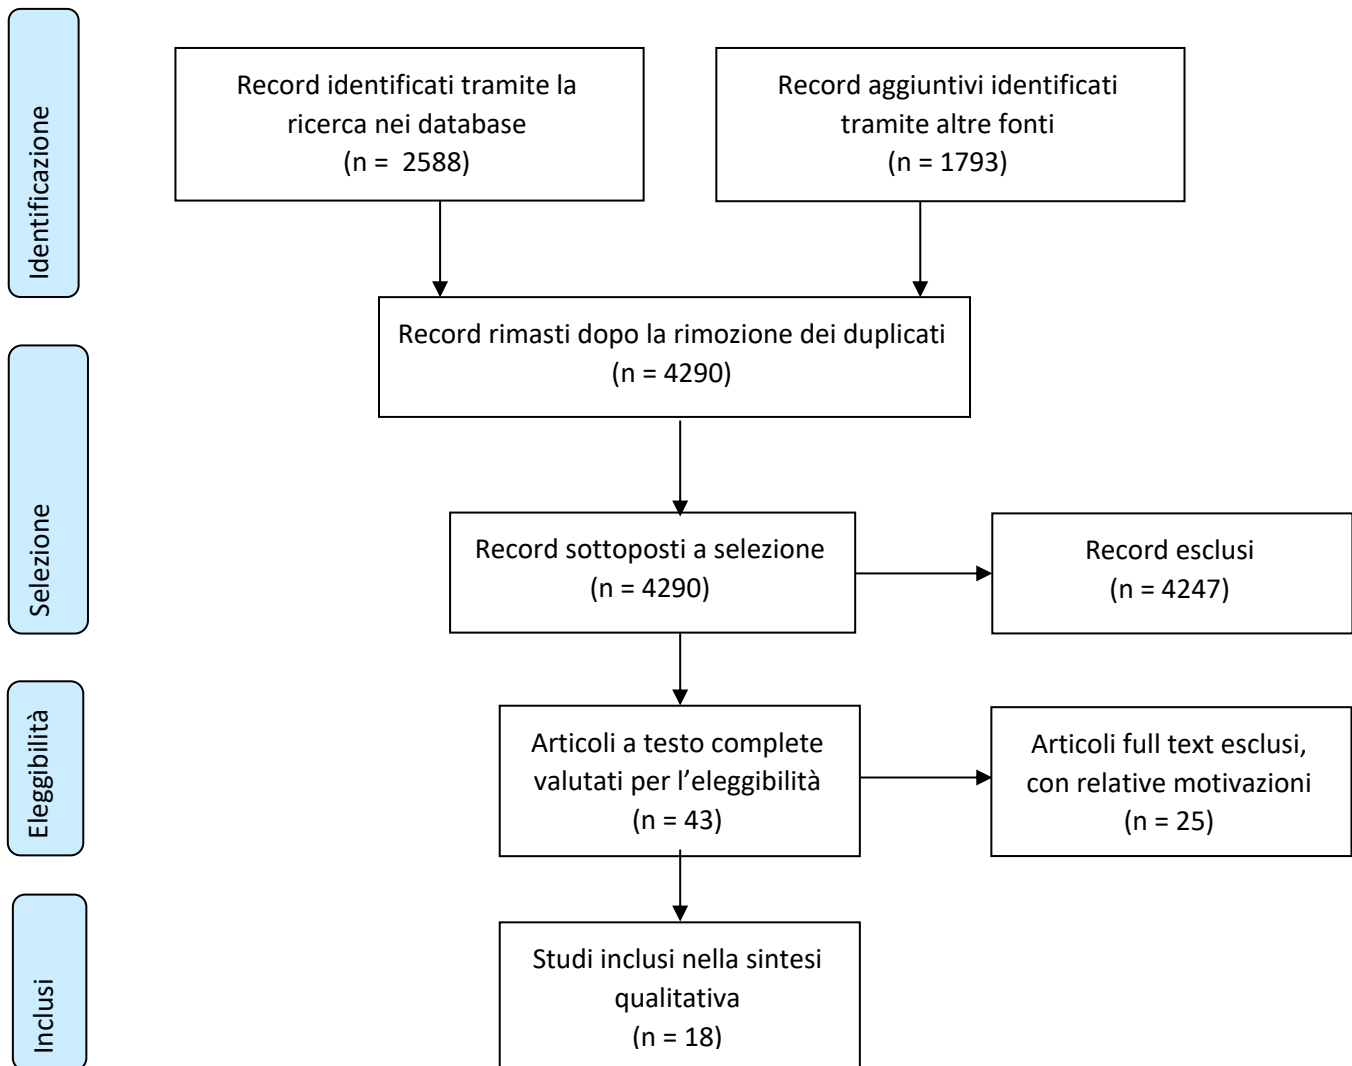 Identificazione
Record identificati tramite la
ricerca nei database
(n =  2588)
Record aggiuntivi identificati
tramite altre fonti
(n = 1793)
Record rimasti dopo la rimozione dei duplicati
(n = 4290)
Selezione
Record sottoposti a selezione
(n = 4290)
Record esclusi
(n = 4247)
Eleggibilità
Articoli a testo complete
valutati per l’eleggibilità
(n = 43)
Articoli full text esclusi,
con relative motivazioni
(n = 25)
Inclusi
Studi inclusi nella sintesi
qualitativa
(n = 18)